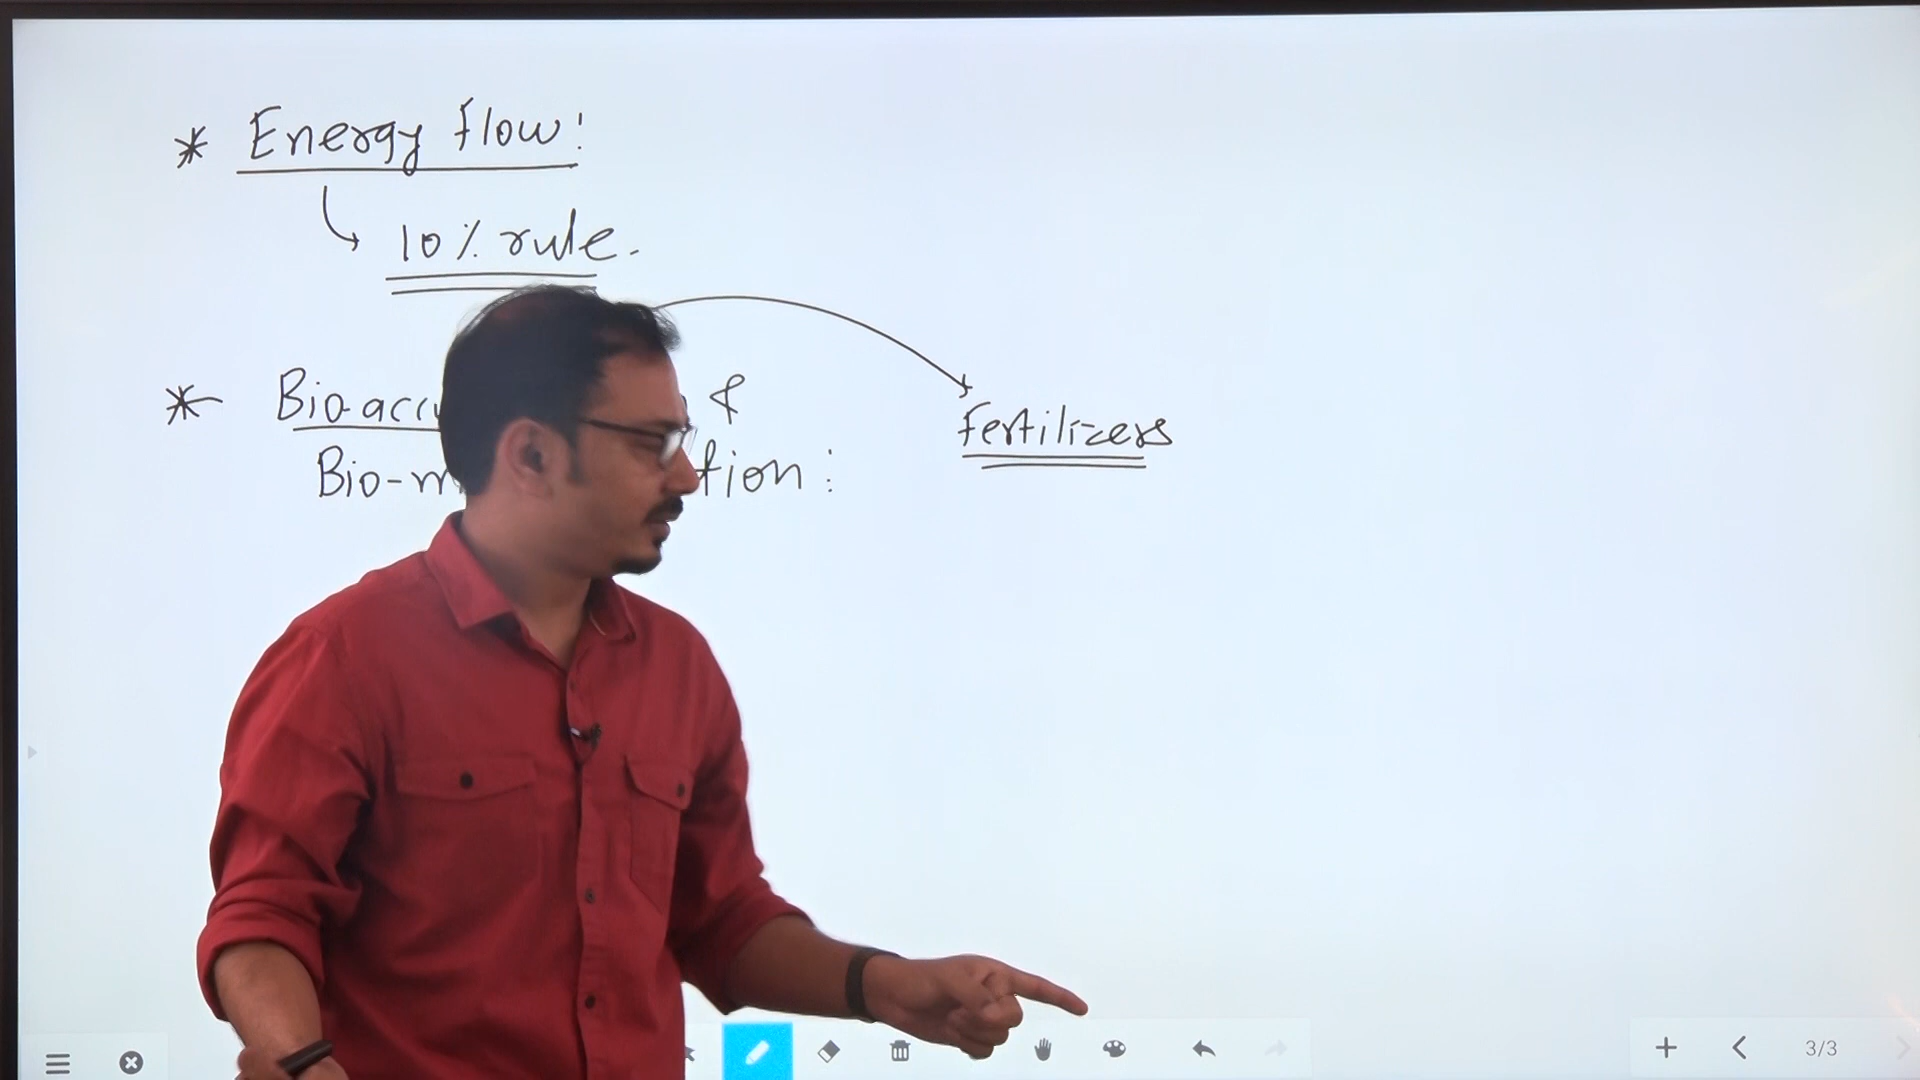 * Energy flow:
10% rule.
* Bio-accu &
Fertilizers
Bio-m tion :
3/3